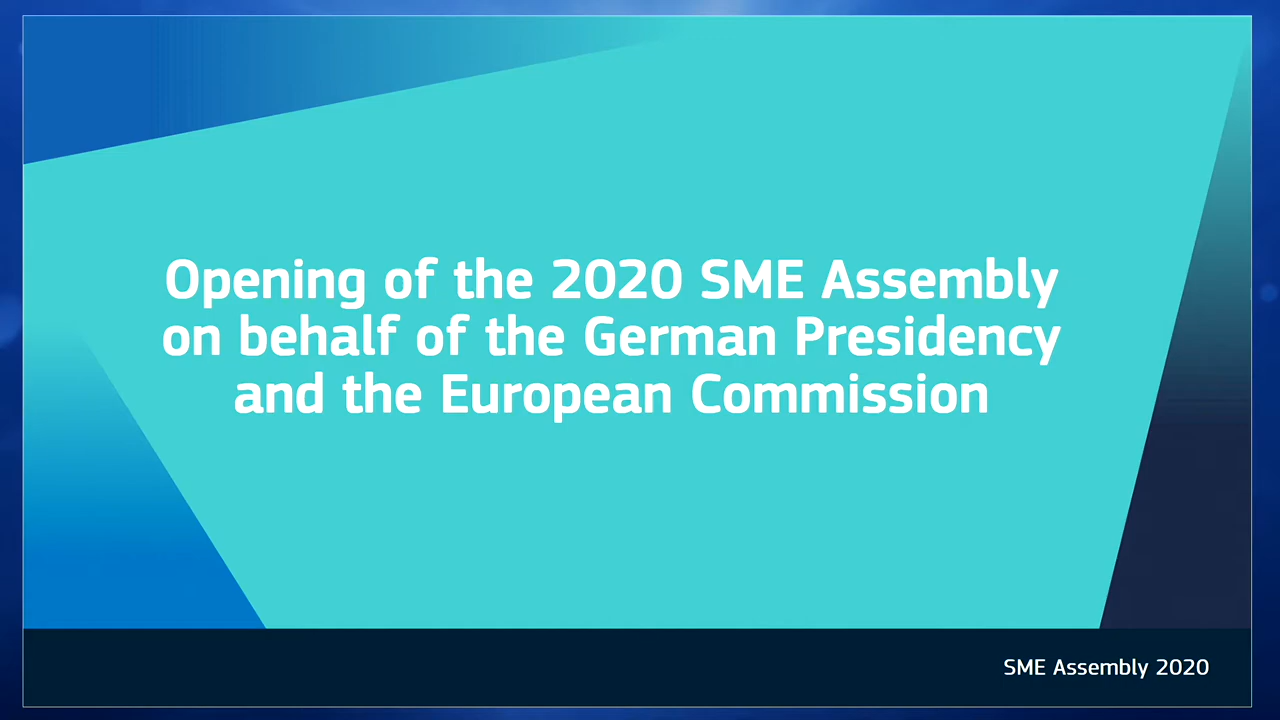 Opening of the 2020 SME Assembly
on behalf of the German Presidency
and the European Commission
SME Assembly 2020